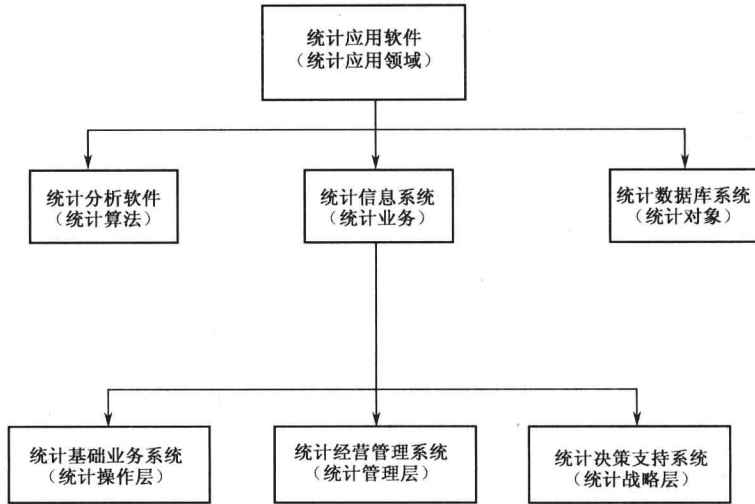 统计应用软件
（统计应用领域）
统计分析软件
（统计算法）
统计信息系统
（统计业务）
统计数据库系统
（统计对象）
统计基础业务系统
（统计操作层）
统计经营管理系统
（统计管理层）
统计决策支持系统
（统计战略层）